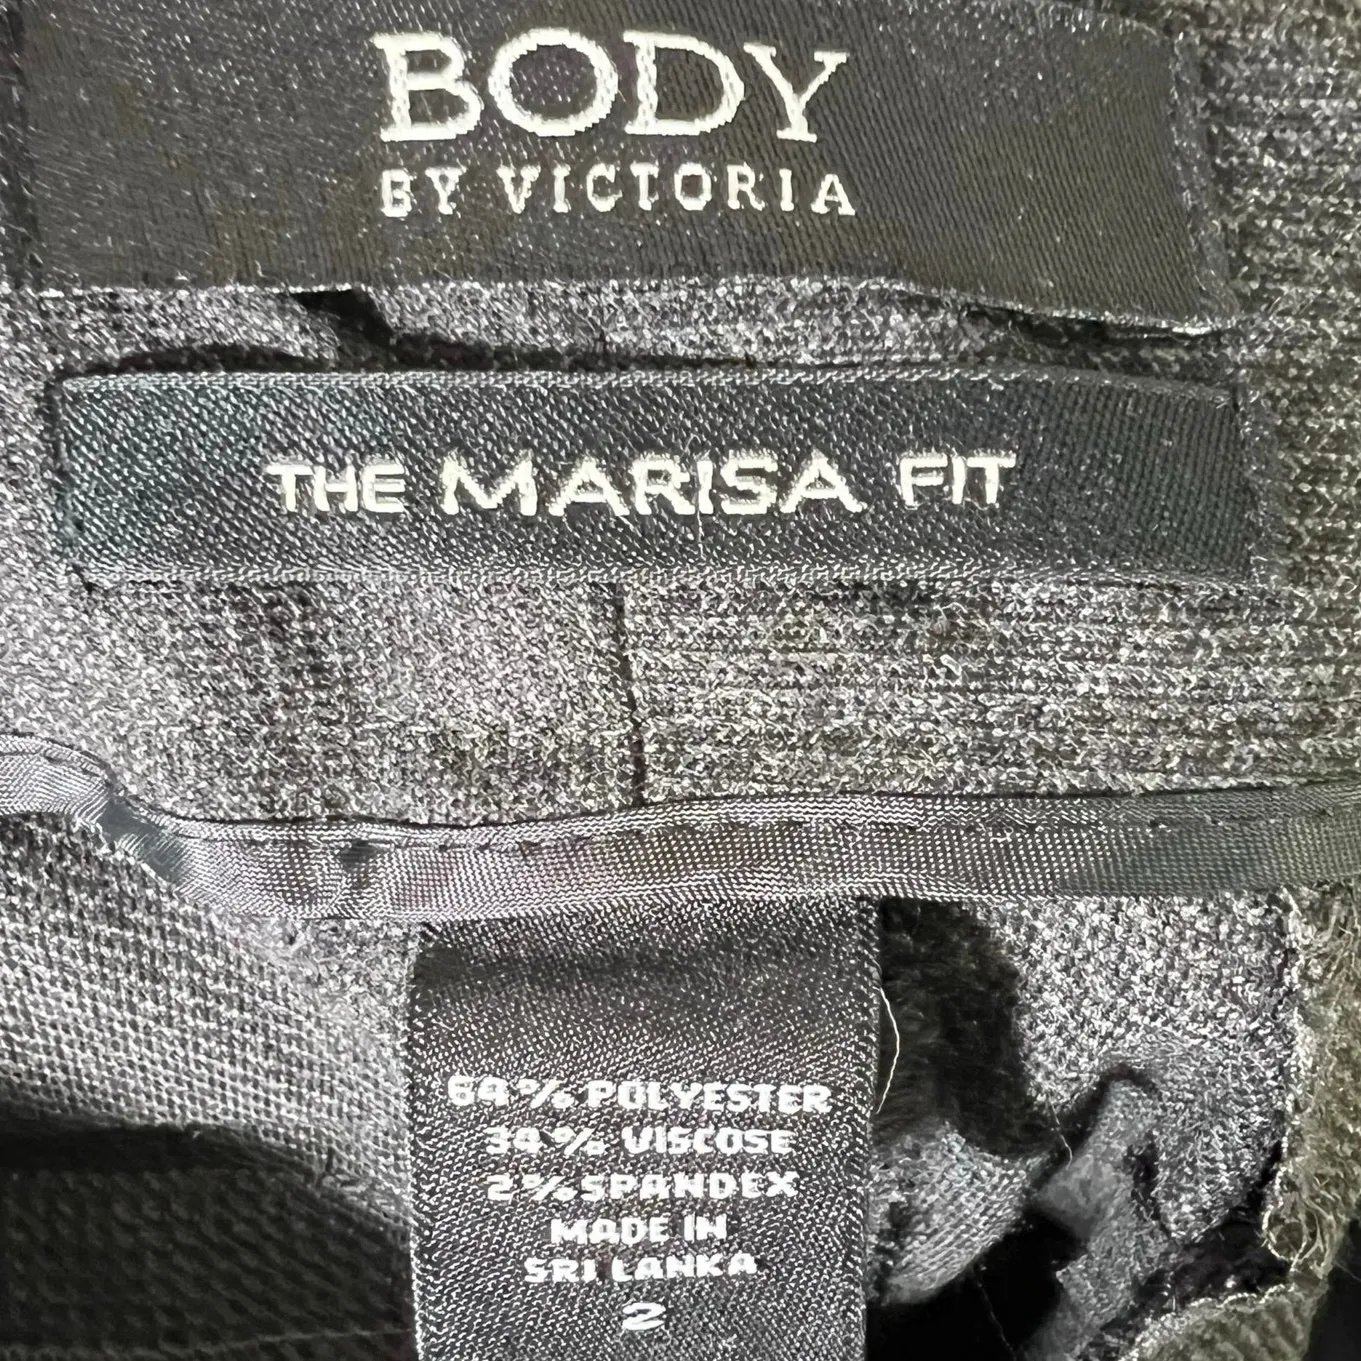 BODY
BY VICTORIA
THE MARISA FIT
64% POLYESTER
34% VISCOSE
2% SPANDEX
MADE IN
SRI LANKA
2